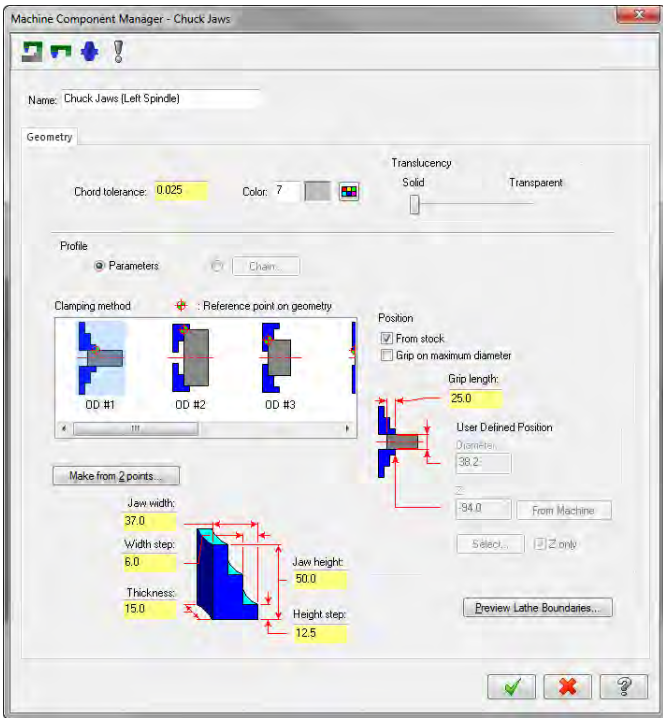 Machine Component Manager - Chuck Jaws
Name: Chuck Jaws (Left Spindle)
Geometry
Chord tolerance: 0.025
Color: 7
Translucency
Solid Transparent
Profile
Parameters
Chain...
Clamping method
: Reference point on geometry
OD #1 OD #2 OD #3
Position
From stock
Grip on maximum diameter
Grip length:
25.0
User Defined Position
Diameter:
38.2
Z:
-94.0 From Machine
Select... Z only
Make from 2 points...
Jaw width:
37.0
Width step:
6.0
Thickness:
15.0
Jaw height:
50.0
Height step:
12.5
Preview Lathe Boundaries...